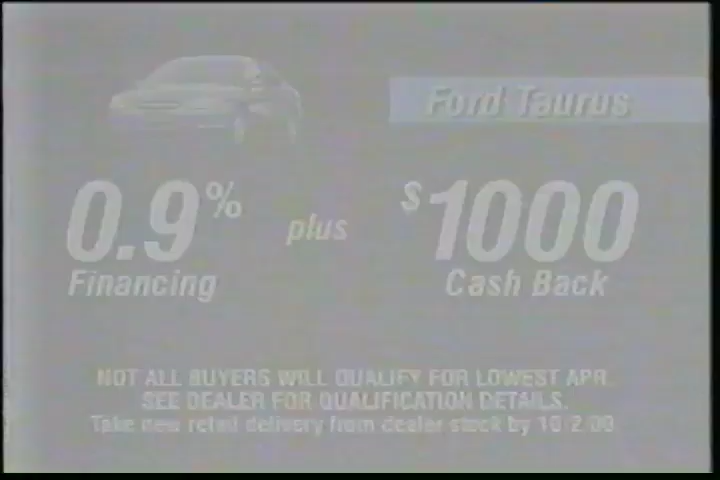 Ford Taurus
0.9% plus $1000
Financing Cash Back
NOT ALL BUYERS WILL QUALIFY FOR LOWEST APR.
SEE DEALER FOR QUALIFICATION DETAILS.
Take new retail delivery from dealer stock by 10/2/00